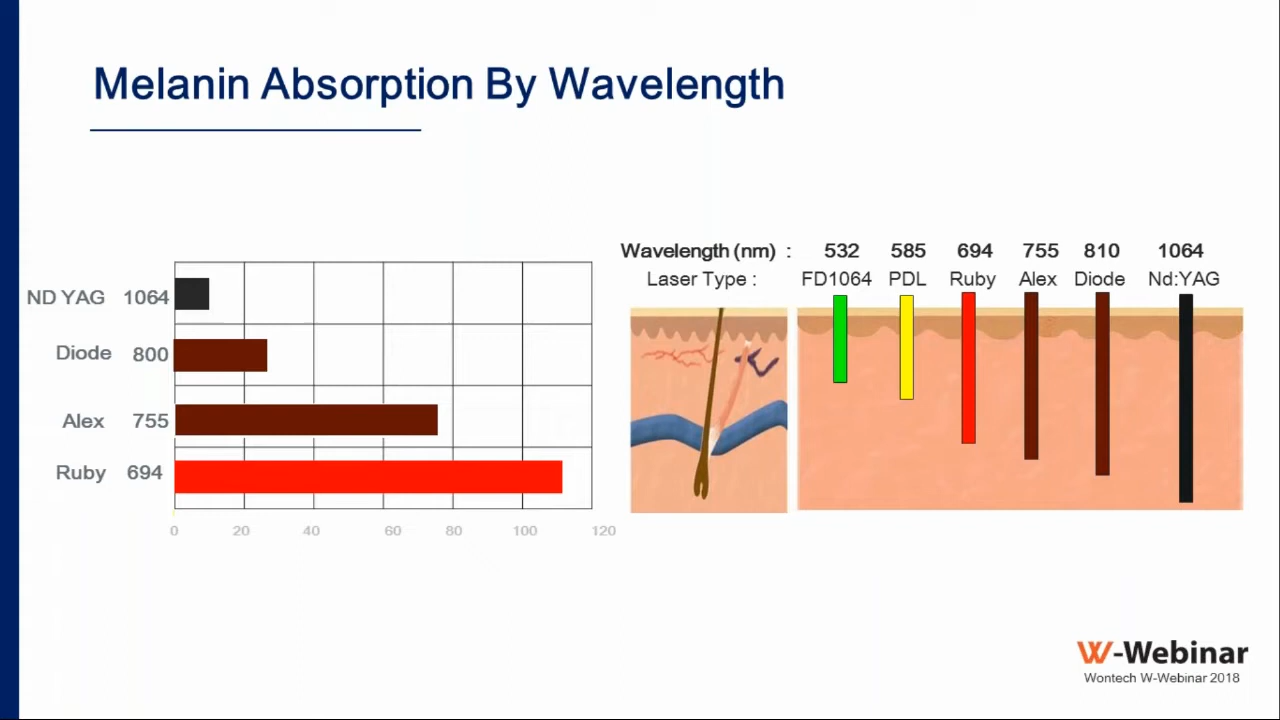 Melanin Absorption By Wavelength
ND YAG 1064
Diode 800
Alex 755
Ruby 694
0 20 40 60 80 100 120
Wavelength (nm) : 532 585 694 755 810 1064
Laser Type : FD1064 PDL Ruby Alex Diode Nd:YAG
W-Webinar
Wontech W-Webinar 2018